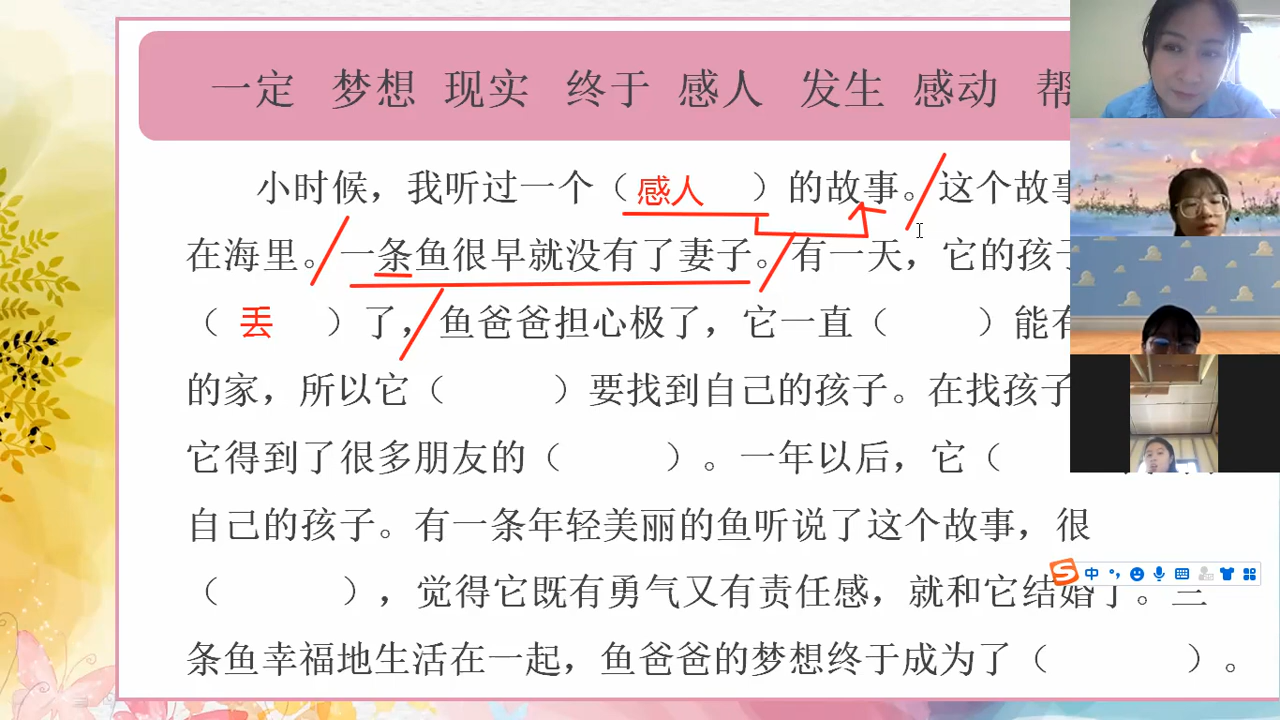 一定 梦想 现实 终于 感人 发生 感动 帮
小时候，我听过一个（感人）的故事。这个故事
在海里。一条鱼很早就没有了妻子。有一天，它的孩子
（丢）了，鱼爸爸担心极了，它一直（ ）能有
的家，所以它（ ）要找到自己的孩子。在找孩子
它得到了很多朋友的（ ）。一年以后，它（
自己的孩子。有一条年轻美丽的鱼听说了这个故事，很
（ ），觉得它既有勇气又有责任感，就和它结婚了。三
条鱼幸福地生活在一起，鱼爸爸的梦想终于成为了（ ）。
中